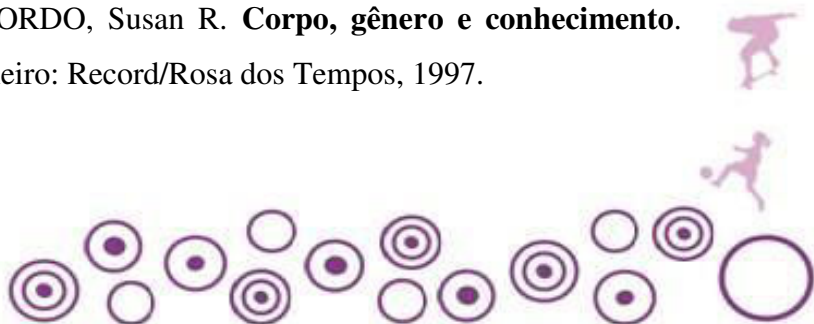 ORDO, Susan R. Corpo, gênero e conhecimento.
eiro: Record/Rosa dos Tempos, 1997.